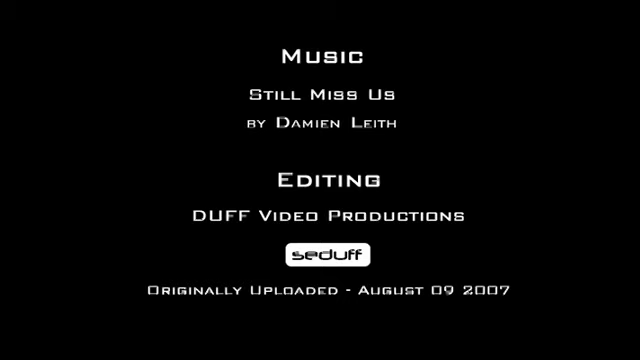 Music
Still Miss Us
by Damien Leith
Editing
DUFF Video Productions
seduff
Originally Uploaded - August 09 2007